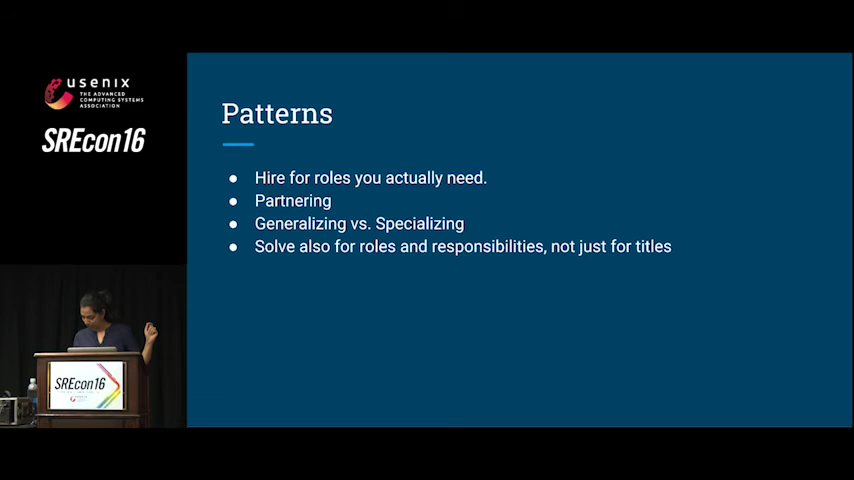 usenix
THE ADVANCED
COMPUTING SYSTEMS
ASSOCIATION
SREcon16
Patterns
● Hire for roles you actually need.
● Partnering
● Generalizing vs. Specializing
● Solve also for roles and responsibilities, not just for titles
SREcon16